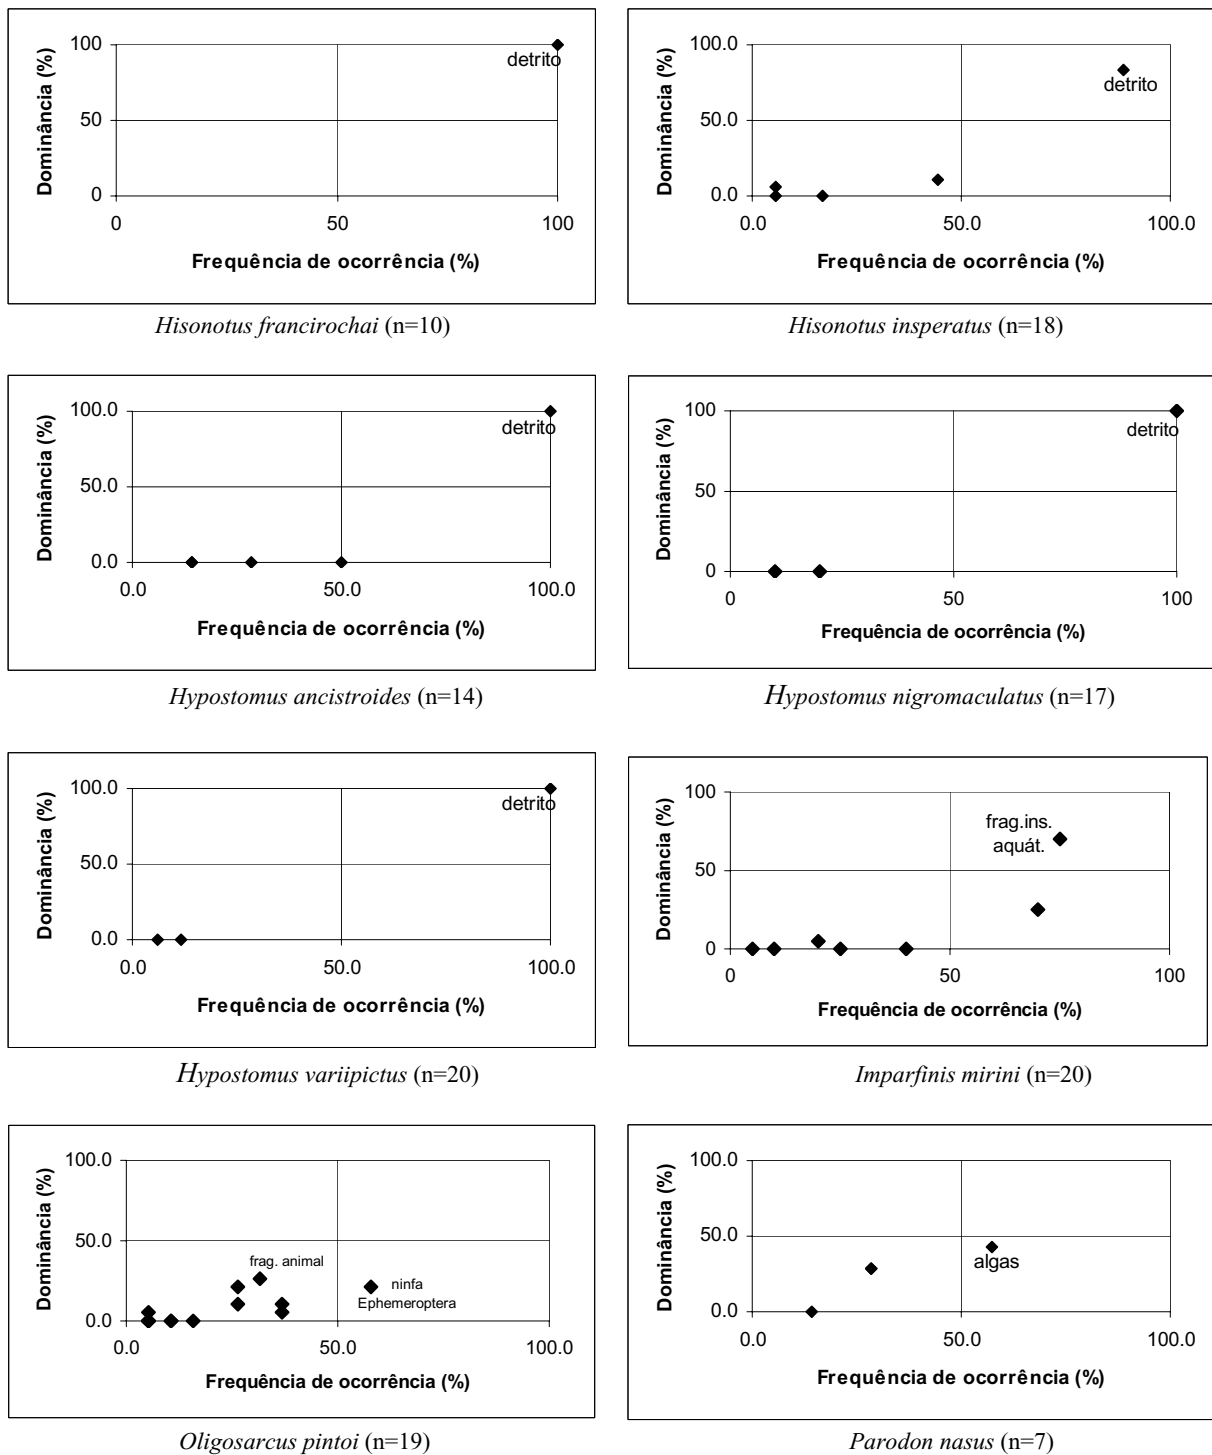 100
50
0
Dominância (%)
detrito
0
50
100
Frequência de ocorrência (%)
Hisonotus francirochai (n=10)
100.0
50.0
0.0
Dominância (%)
detrito
0.0
50.0
100.0
Frequência de ocorrência (%)
Hisonotus insperatus (n=18)
100.0
50.0
0.0
Dominância (%)
detrito
0.0
50.0
100.0
Frequência de ocorrência (%)
Hypostomus ancistroides (n=14)
100
50
0
Dominância (%)
detrito
0
50
100
Frequência de ocorrência (%)
Hypostomus nigromaculatus (n=17)
100.0
50.0
0.0
Dominância (%)
detrito
0.0
50.0
100.0
Frequência de ocorrência (%)
Hypostomus variipictus (n=20)
100
50
0
Dominância (%)
frag.ins.
aquát.
0
50
100
Frequência de ocorrência (%)
Imparfinis mirini (n=20)
100.0
50.0
0.0
Dominância (%)
frag. animal
ninfa
Ephemeroptera
0.0
50.0
100.0
Frequência de ocorrência (%)
Oligosarcus pintoi (n=19)
100.0
50.0
0.0
Dominância (%)
algas
0.0
50.0
100.0
Frequência de ocorrência (%)
Parodon nasus (n=7)